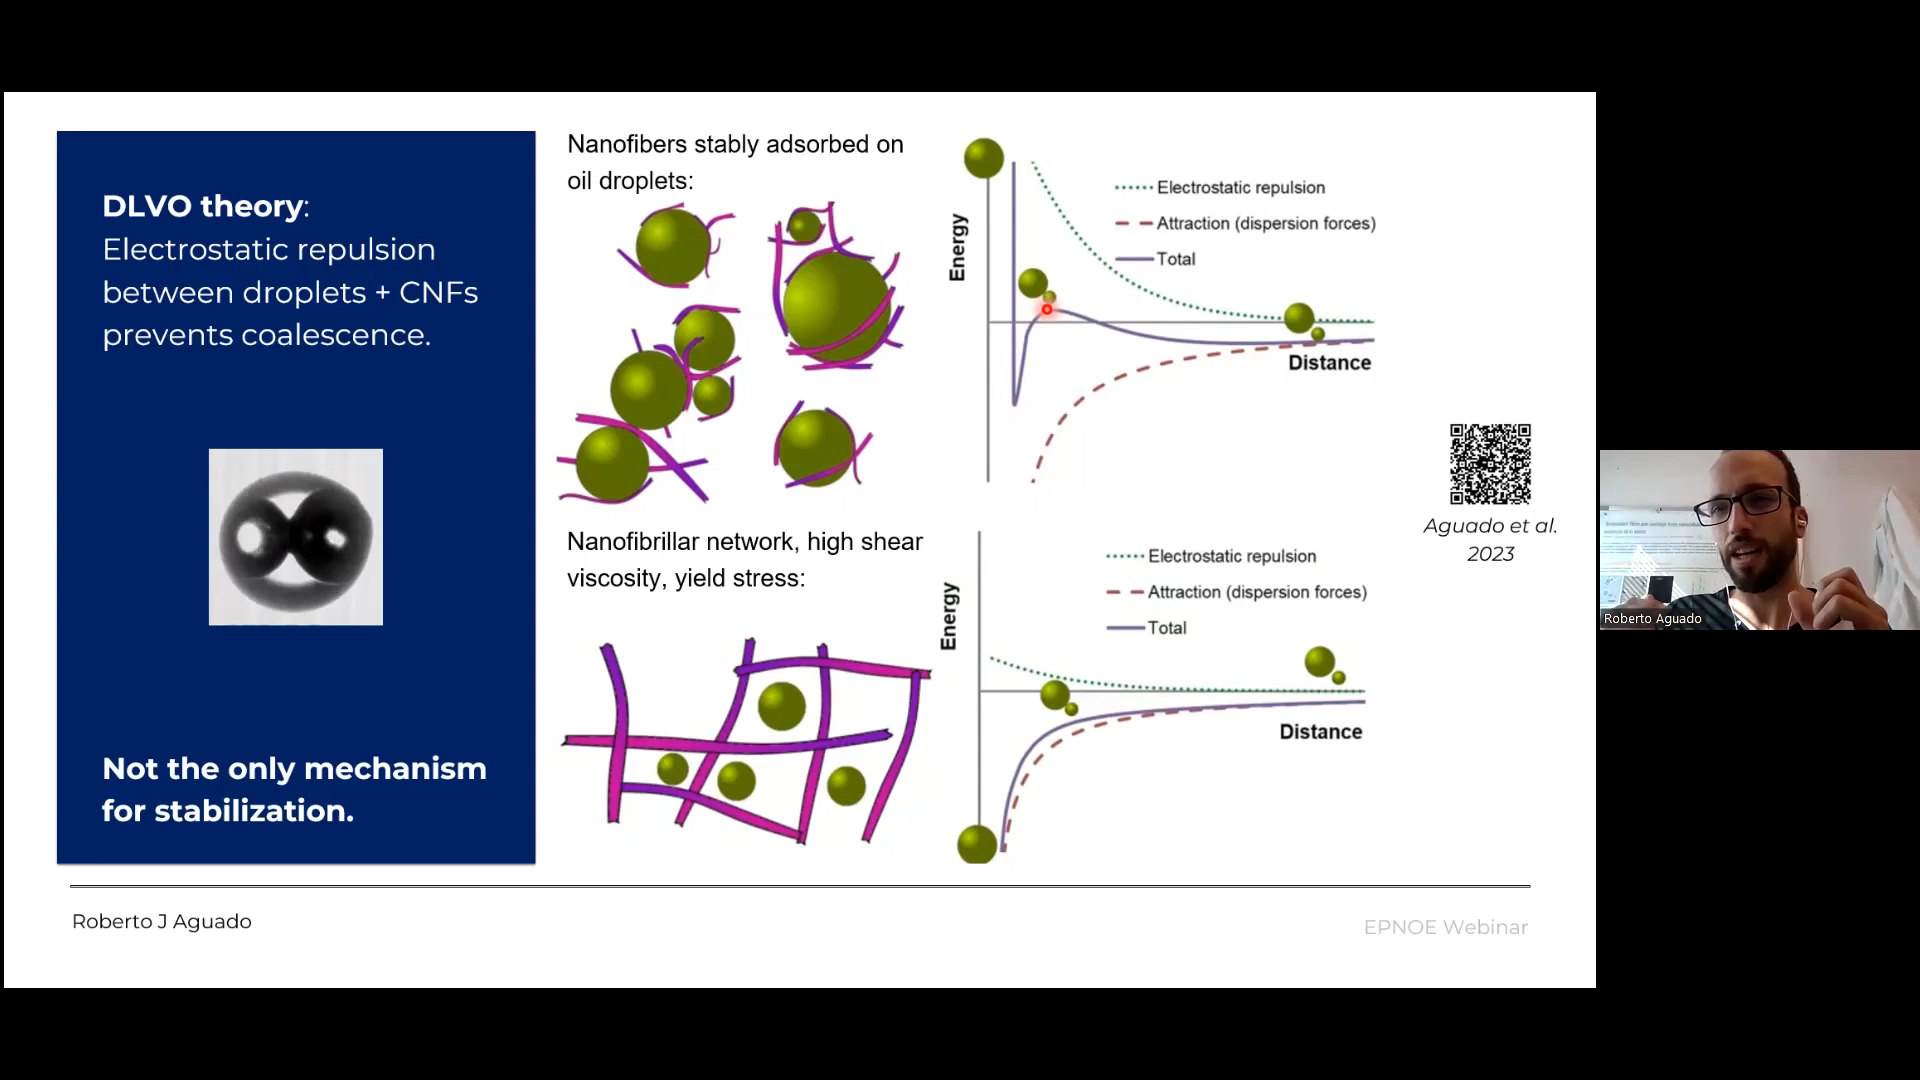 DLVO theory:
Electrostatic repulsion
between droplets + CNFs
prevents coalescence.
Not the only mechanism
for stabilization.
Nanofibers stably adsorbed on
oil droplets:
Energy
Electrostatic repulsion
Attraction (dispersion forces)
Total
Distance
Nanofibrillar network, high shear
viscosity, yield stress:
Energy
Electrostatic repulsion
Attraction (dispersion forces)
Total
Distance
Aguado et al.
2023
Roberto J Aguado
EPNOE Webinar
Roberto Aguado